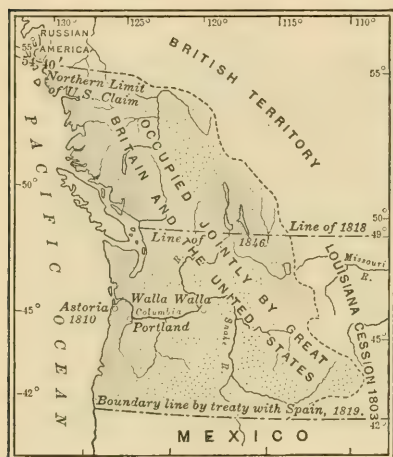 130° 125° 120° 115°
RUSSIAN
AMERICA
55°
54°
40'
Northern Limit
of U.S. Claim
BRITISH TERRITORY
55°
OCCUPIED JOINTLY BY GREAT
BRITAIN AND THE UNITED STATES
PACIFIC OCEAN
50°
50°
Line of 1818
49°
Line of 1846
R.
Missouri
R.
LOUISIANA CESSION 1803
Astoria
1810
Walla Walla
Columbia
Portland
Snake R.
45°
45°
42°
42°
Boundary line by treaty with Spain, 1819.
MEXICO